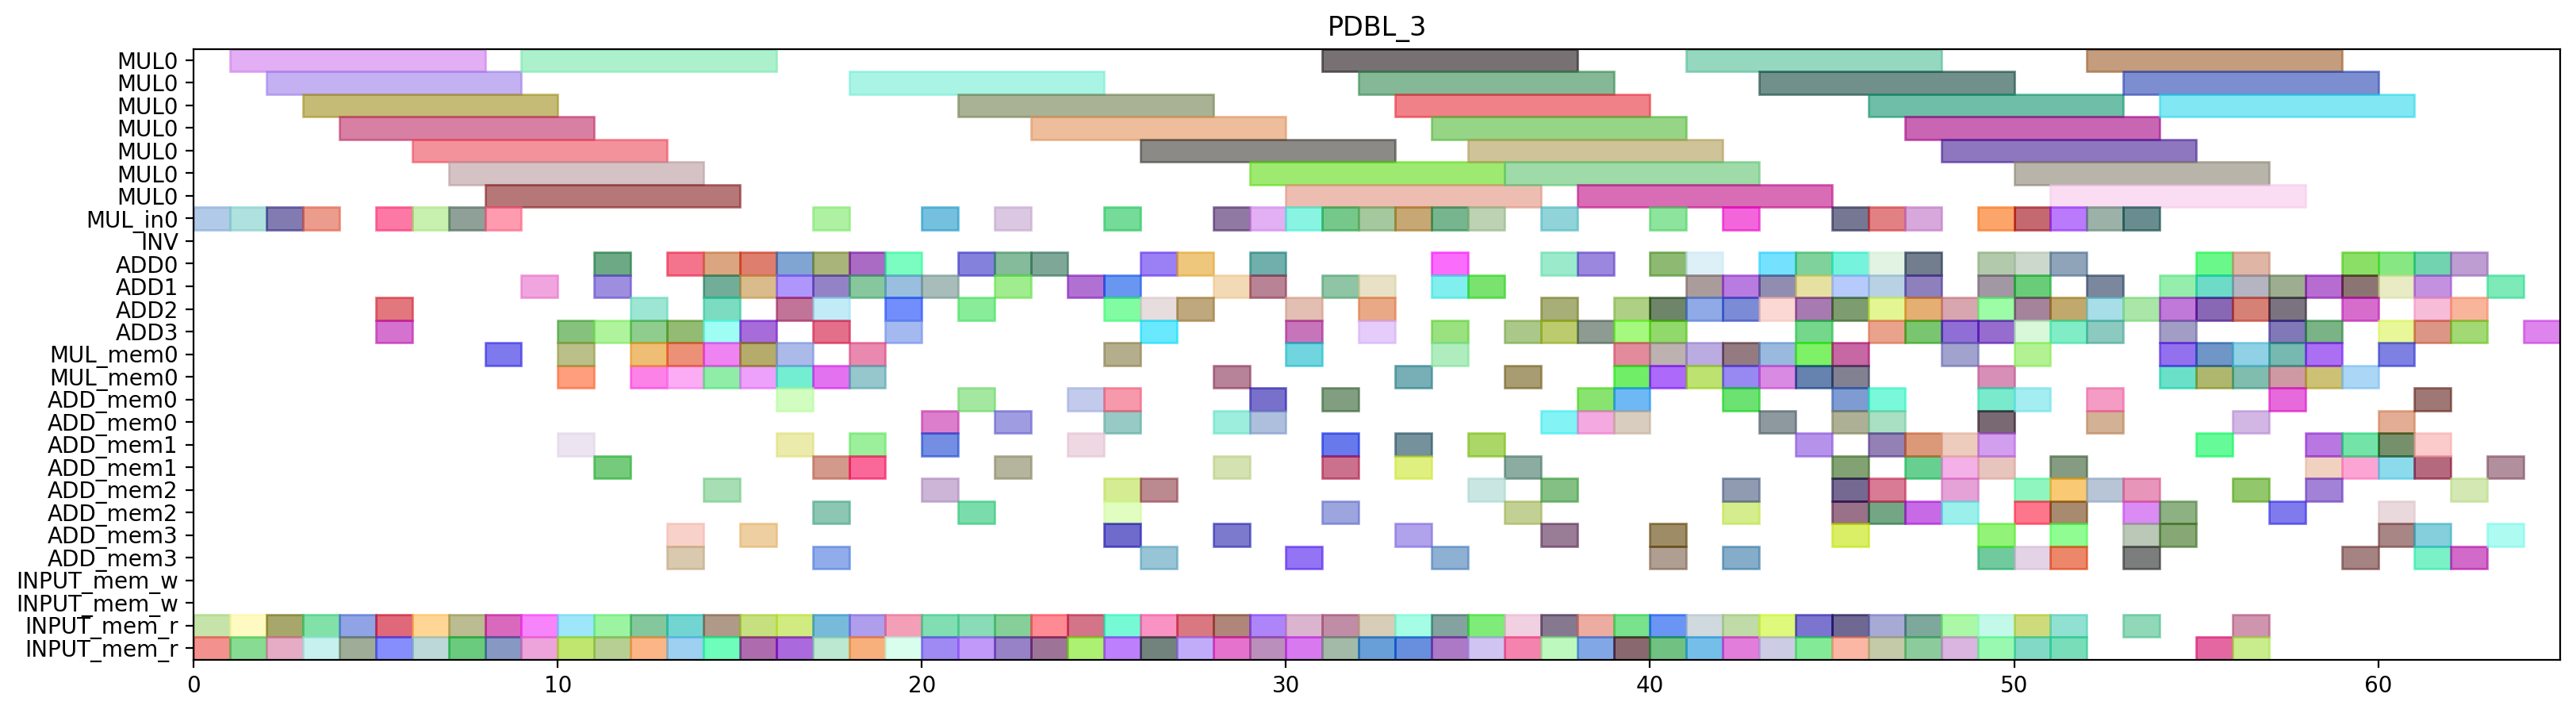 PDBL_3
MUL0
MUL0
MUL0
MUL0
MUL0
MUL0
MUL0
MUL_in0
INV
ADD0
ADD1
ADD2
ADD3
MUL_mem0
MUL_mem0
ADD_mem0
ADD_mem0
ADD_mem1
ADD_mem1
ADD_mem2
ADD_mem2
ADD_mem3
ADD_mem3
INPUT_mem_w
INPUT_mem_w
INPUT_mem_r
INPUT_mem_r
0 10 20 30 40 50 60